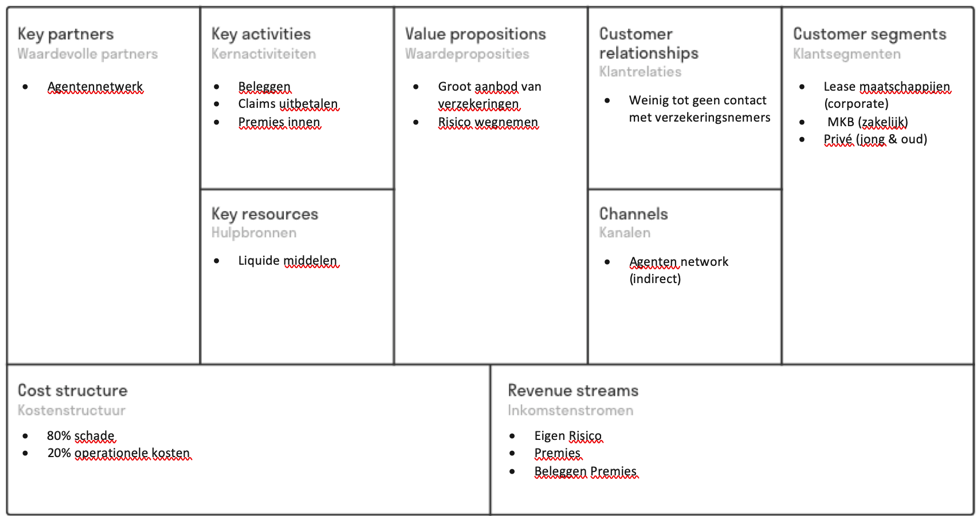 Key partners
Waardevolle partners
• Agentennetwerk
Key activities
Kernactiviteiten
• Beleggen
• Claims uitbetalen
• Premies innen
Key resources
Hulpbronnen
• Liquide middelen
Value propositions
Waardeproposities
• Groot aanbod van
verzekeringen
• Risico wegnemen
Customer
relationships
Klantrelaties
• Weinig tot geen contact
met verzekeringsnemers
Channels
Kanalen
• Agenten network
(indirect)
Customer segments
Klantsegmenten
• Lease maatschappijen
(corporate)
• MKB (zakelijk)
• Privé (jong & oud)
Cost structure
Kostenstructuur
• 80% schade
• 20% operationele kosten
Revenue streams
Inkomstenstromen
• Eigen Risico
• Premies
• Beleggen Premies